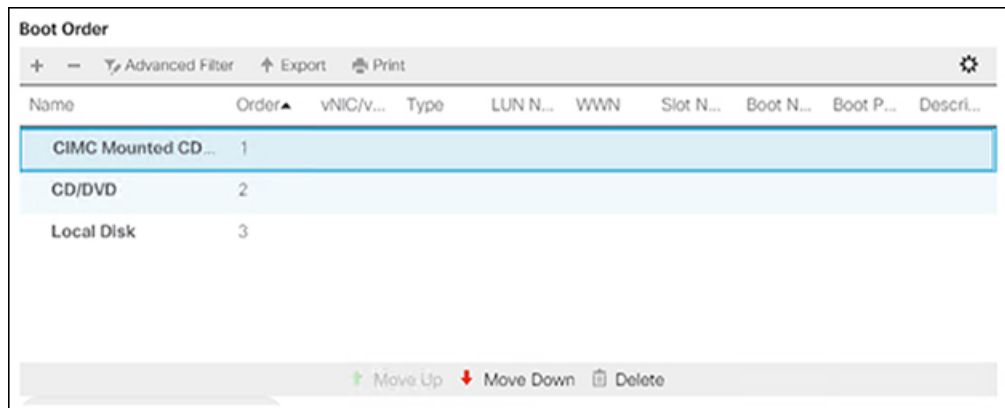 Boot Order
+ − Advanced Filter Export Print
Name Order vNIC/v... Type LUN N... WWN Slot N... Boot N... Boot P... Descri...
CIMC Mounted CD... 1
CD/DVD 2
Local Disk 3
Move Up Move Down Delete